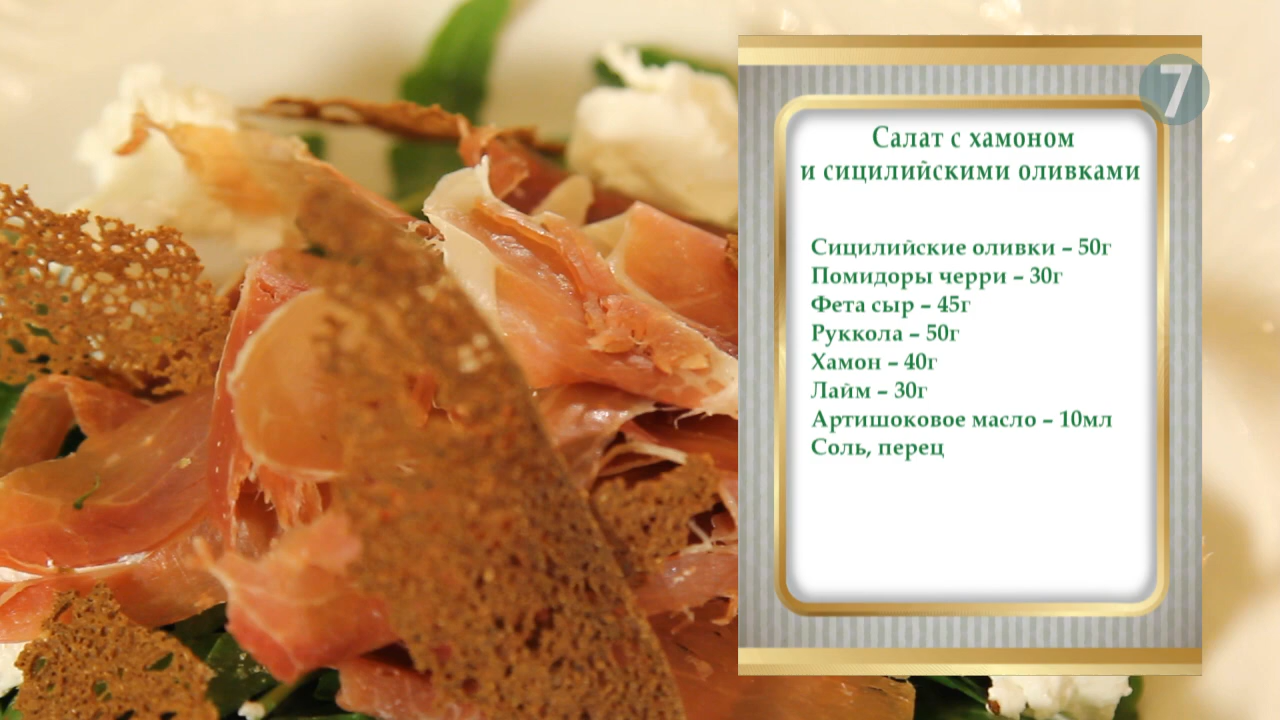 7
Салат с хамоном
и сицилийскими оливками
Сицилийские оливки – 50г
Помидоры черри – 30г
Фета сыр – 45г
Руккола – 50г
Хамон – 40г
Лайм – 30г
Артишоковое масло – 10мл
Соль, перец